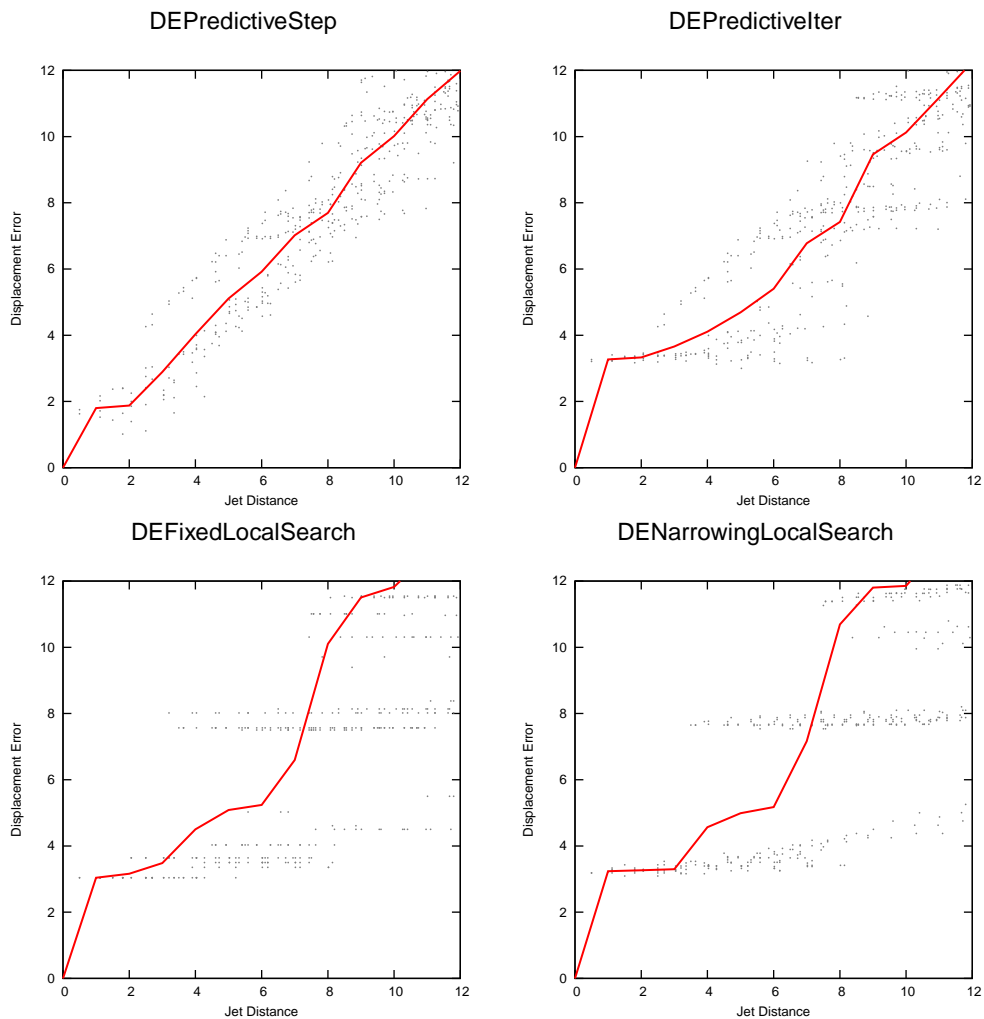 DEPredictiveStep
12
10
8
6
4
2
0
Displacement Error
0 2 4 6 8 10 12
Jet Distance
DEPredictiveIter
12
10
8
6
4
2
0
Displacement Error
0 2 4 6 8 10 12
Jet Distance
DEFixedLocalSearch
12
10
8
6
4
2
0
Displacement Error
0 2 4 6 8 10 12
Jet Distance
DENarrowingLocalSearch
12
10
8
6
4
2
0
Displacement Error
0 2 4 6 8 10 12
Jet Distance